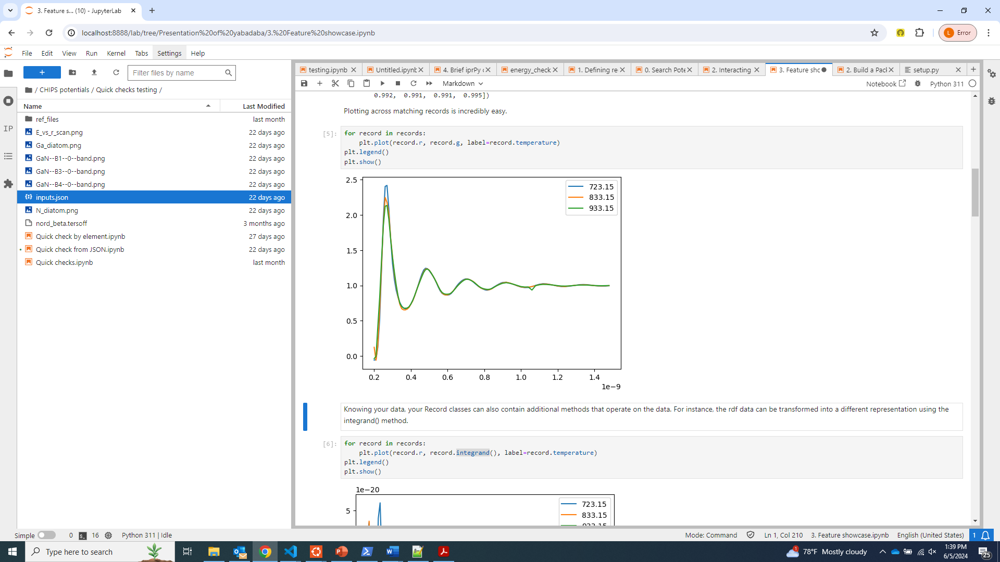 3. Feature s... (10) - JupyterLab
localhost:8888/lab/tree/Presentation%20of%20yabadaba/3.%20Feature%20showcase.ipynb
L Error
File Edit View Run Kernel Tabs Settings Help
Filter files by name
/ CHIPS potentials / Quick checks testing /
Name Last Modified
ref_files last month
E_vs_r_scan.png 22 days ago
Ga_diatom.png 22 days ago
GaN--B1--0--band.png 22 days ago
GaN--B3--0--band.png 22 days ago
GaN--B4--0--band.png 22 days ago
inputs.json 22 days ago
N_diatom.png 22 days ago
nord_beta.tersoff 3 months ago
Quick check by element.ipynb 27 days ago
Quick check from JSON.ipynb 22 days ago
Quick checks.ipynb last month
IP
testing.ipynb Untitled.ipynb 4. Brief iprPy energy_check 1. Defining re 0. Search Pote 2. Interacting 3. Feature sho 2. Build a Pack setup.py
Markdown Notebook Python 311
0.992, 0.991, 0.991, 0.995])
Plotting across matching records is incredibly easy.
[5]:
for record in records:
plt.plot(record.r, record.g, label=record.temperature)
plt.legend()
plt.show()
2.5
2.0
1.5
1.0
0.5
0.0
723.15
833.15
933.15
0.2 0.4 0.6 0.8 1.0 1.2 1.4
1e−9
Knowing your data, your Record classes can also contain additional methods that operate on the data. For instance, the rdf data can be transformed into a different representation using the
integrand() method.
[6]:
for record in records:
plt.plot(record.r, record.integrand(), label=record.temperature)
plt.legend()
plt.show()
1e−20
5
723.15
833.15
933.15
Simple 0 16 Python 311 | Idle Mode: Command Ln 1, Col 210 3. Feature showcase.ipynb English (United States) 1
Type here to search
1 78°F Mostly cloudy
1:39 PM
6/5/2024
25